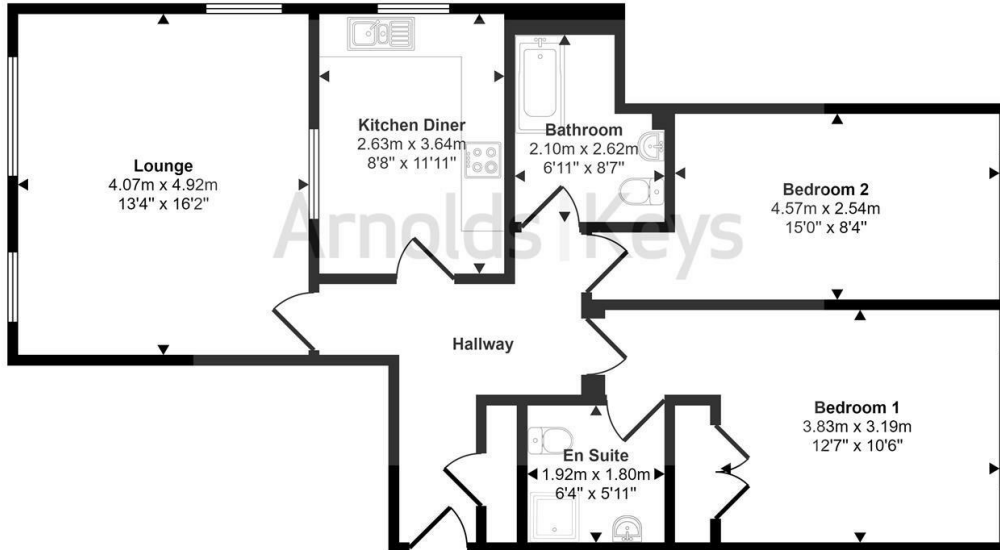 Lounge
4.07m x 4.92m
13'4" x 16'2"
Kitchen Diner
2.63m x 3.64m
8'8" x 11'11"
Bathroom
2.10m x 2.62m
6'11" x 8'7"
Bedroom 2
4.57m x 2.54m
15'0" x 8'4"
Arnolds | Keys
Hallway
Bedroom 1
3.83m x 3.19m
12'7" x 10'6"
En Suite
1.92m x 1.80m
6'4" x 5'11"